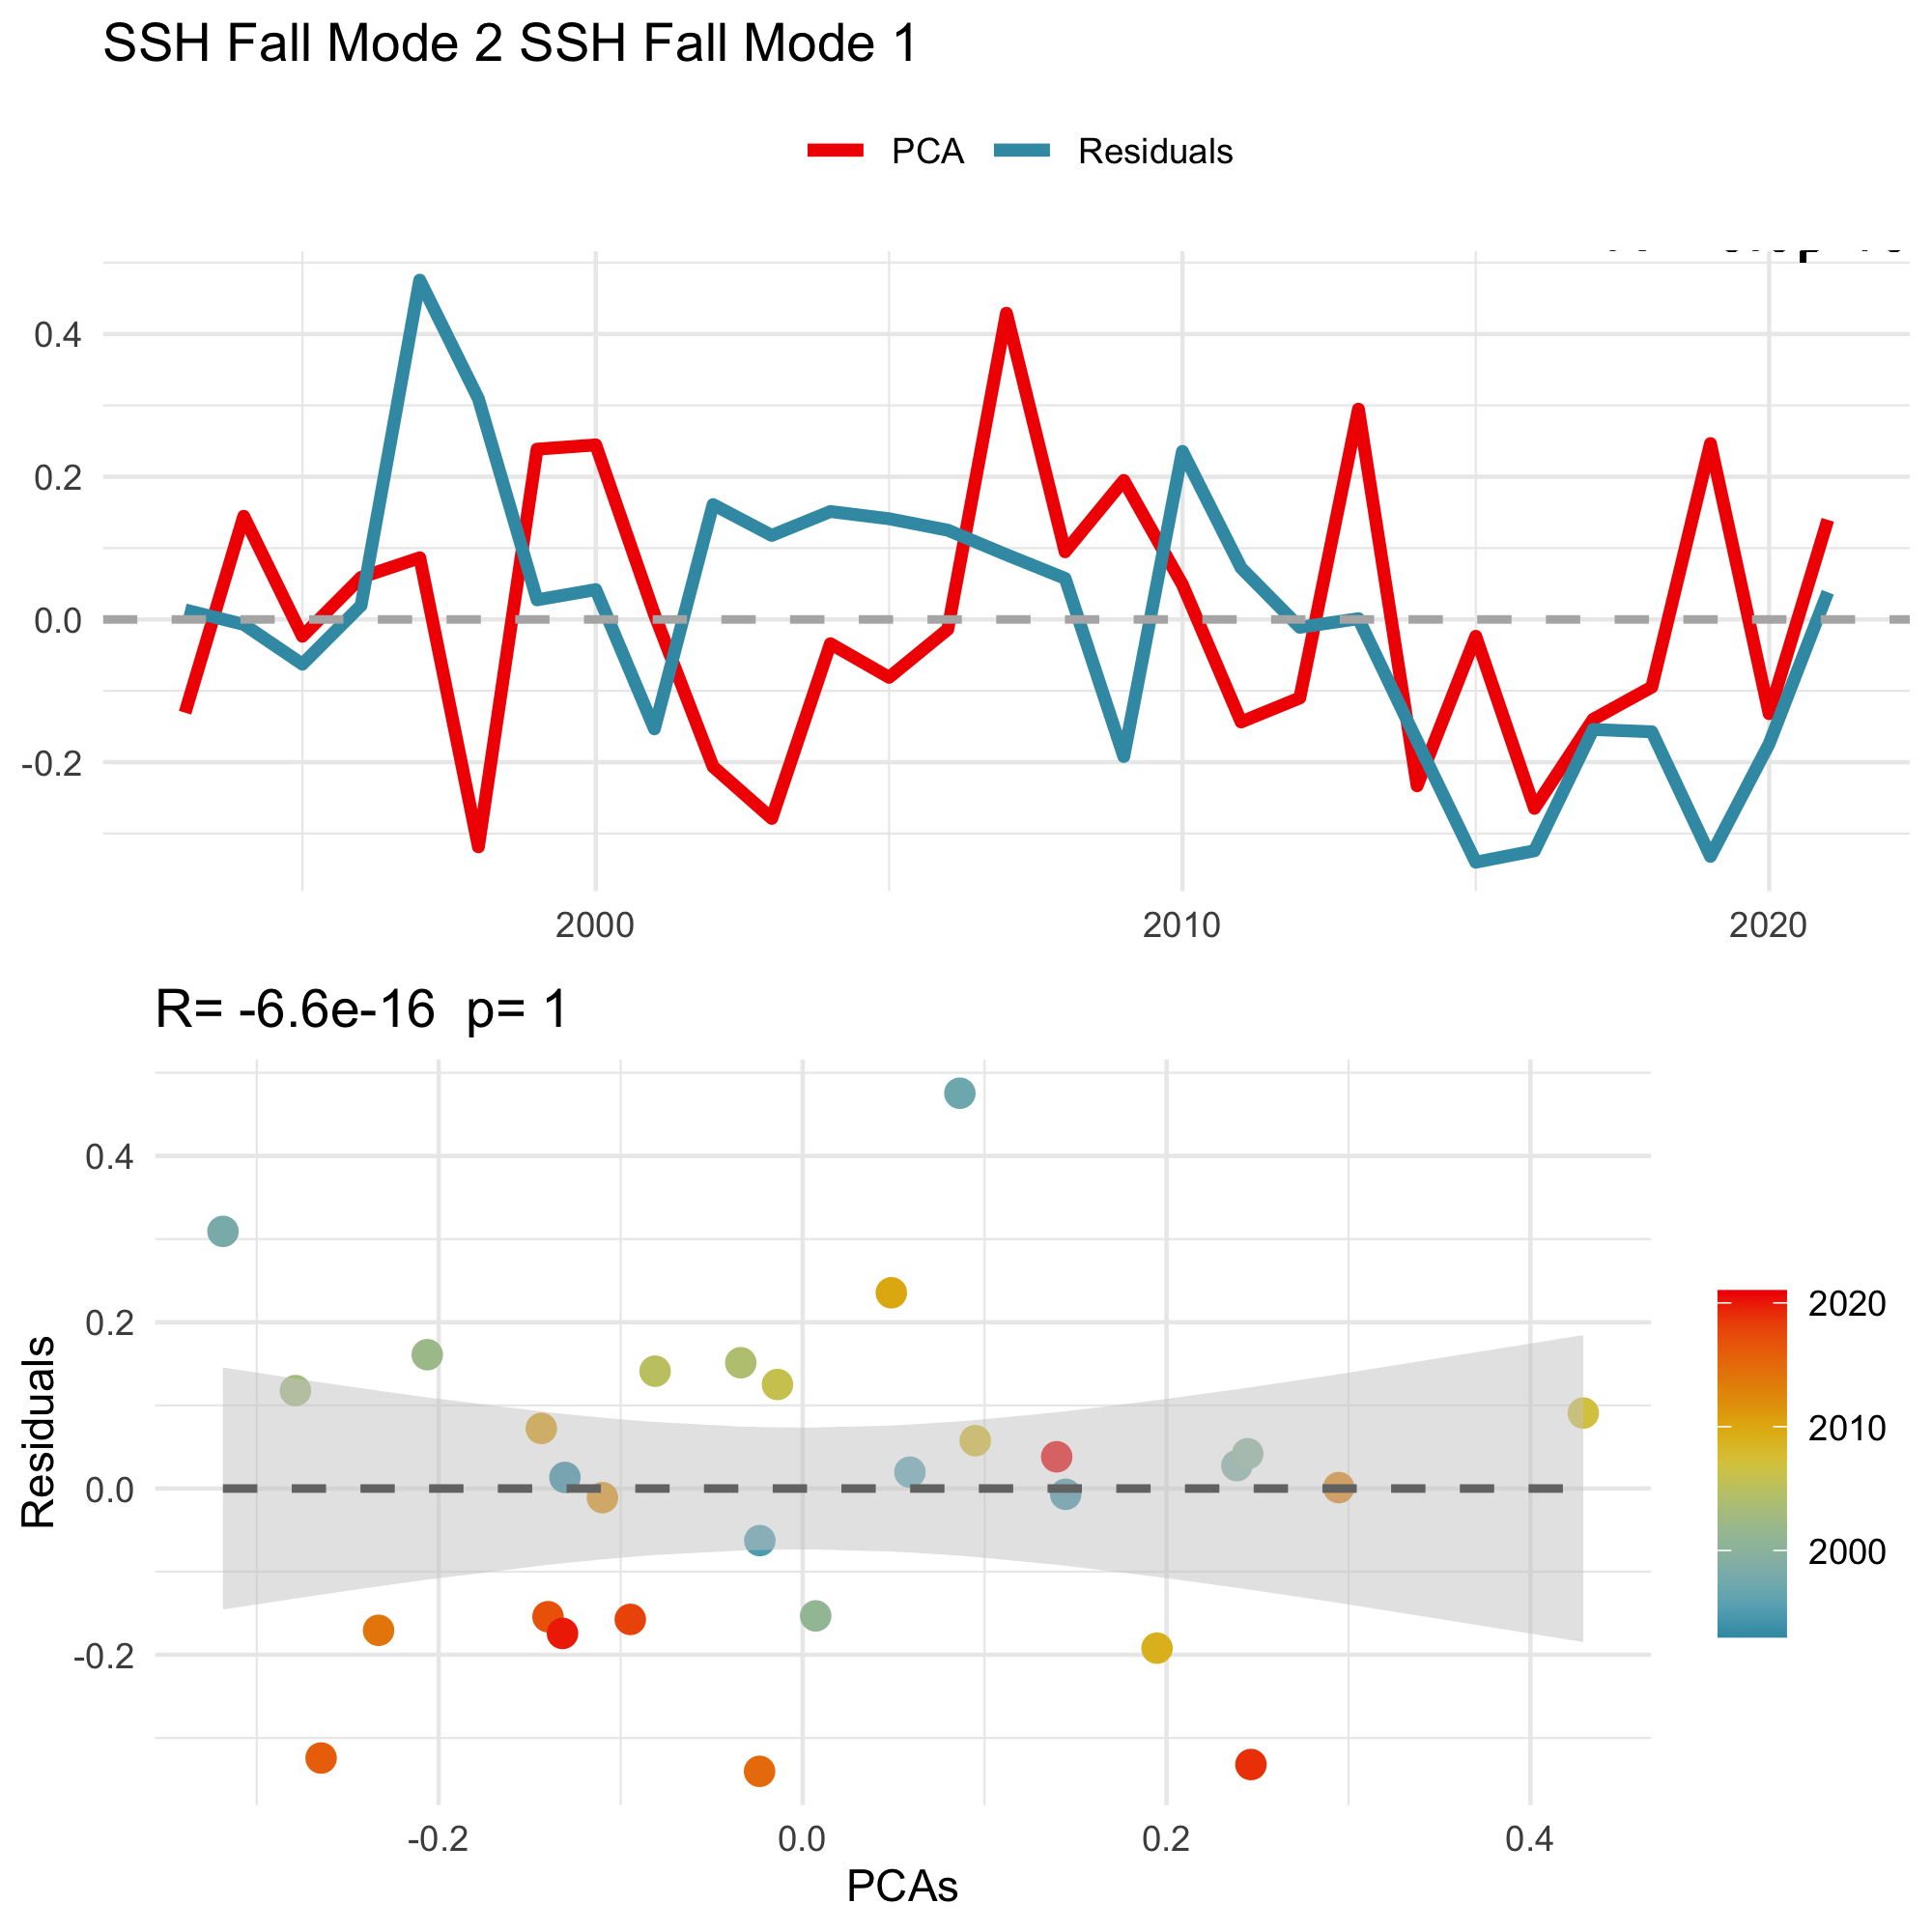 SSH Fall Mode 2 SSH Fall Mode 1
PCA Residuals
0.4
0.2
0.0
-0.2
2000 2010 2020
R= -6.6e-16 p= 1
Residuals
0.4
0.2
0.0
-0.2
-0.2 0.0 0.2 0.4
PCAs
2020
2010
2000